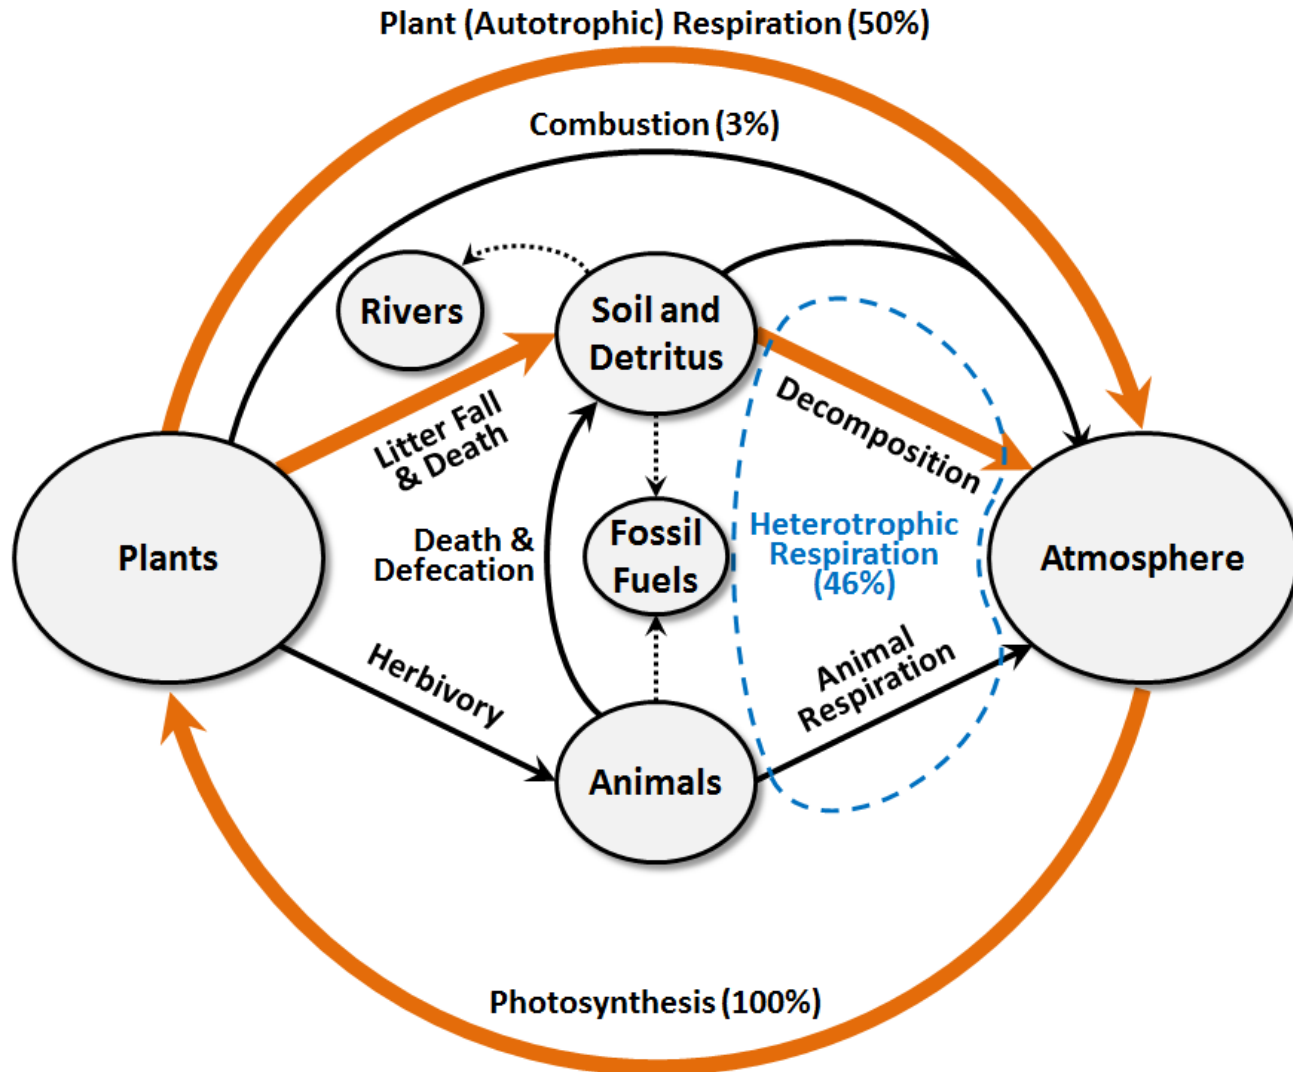 Plant (Autotrophic) Respiration (50%)
Combustion (3%)
Rivers
Soil and
Detritus
Litter Fall
& Death
Decomposition
Plants
Death &
Defecation
Fossil
Fuels
Heterotrophic
Respiration
(46%)
Atmosphere
Herbivory
Animals
Animal
Respiration
Photosynthesis (100%)